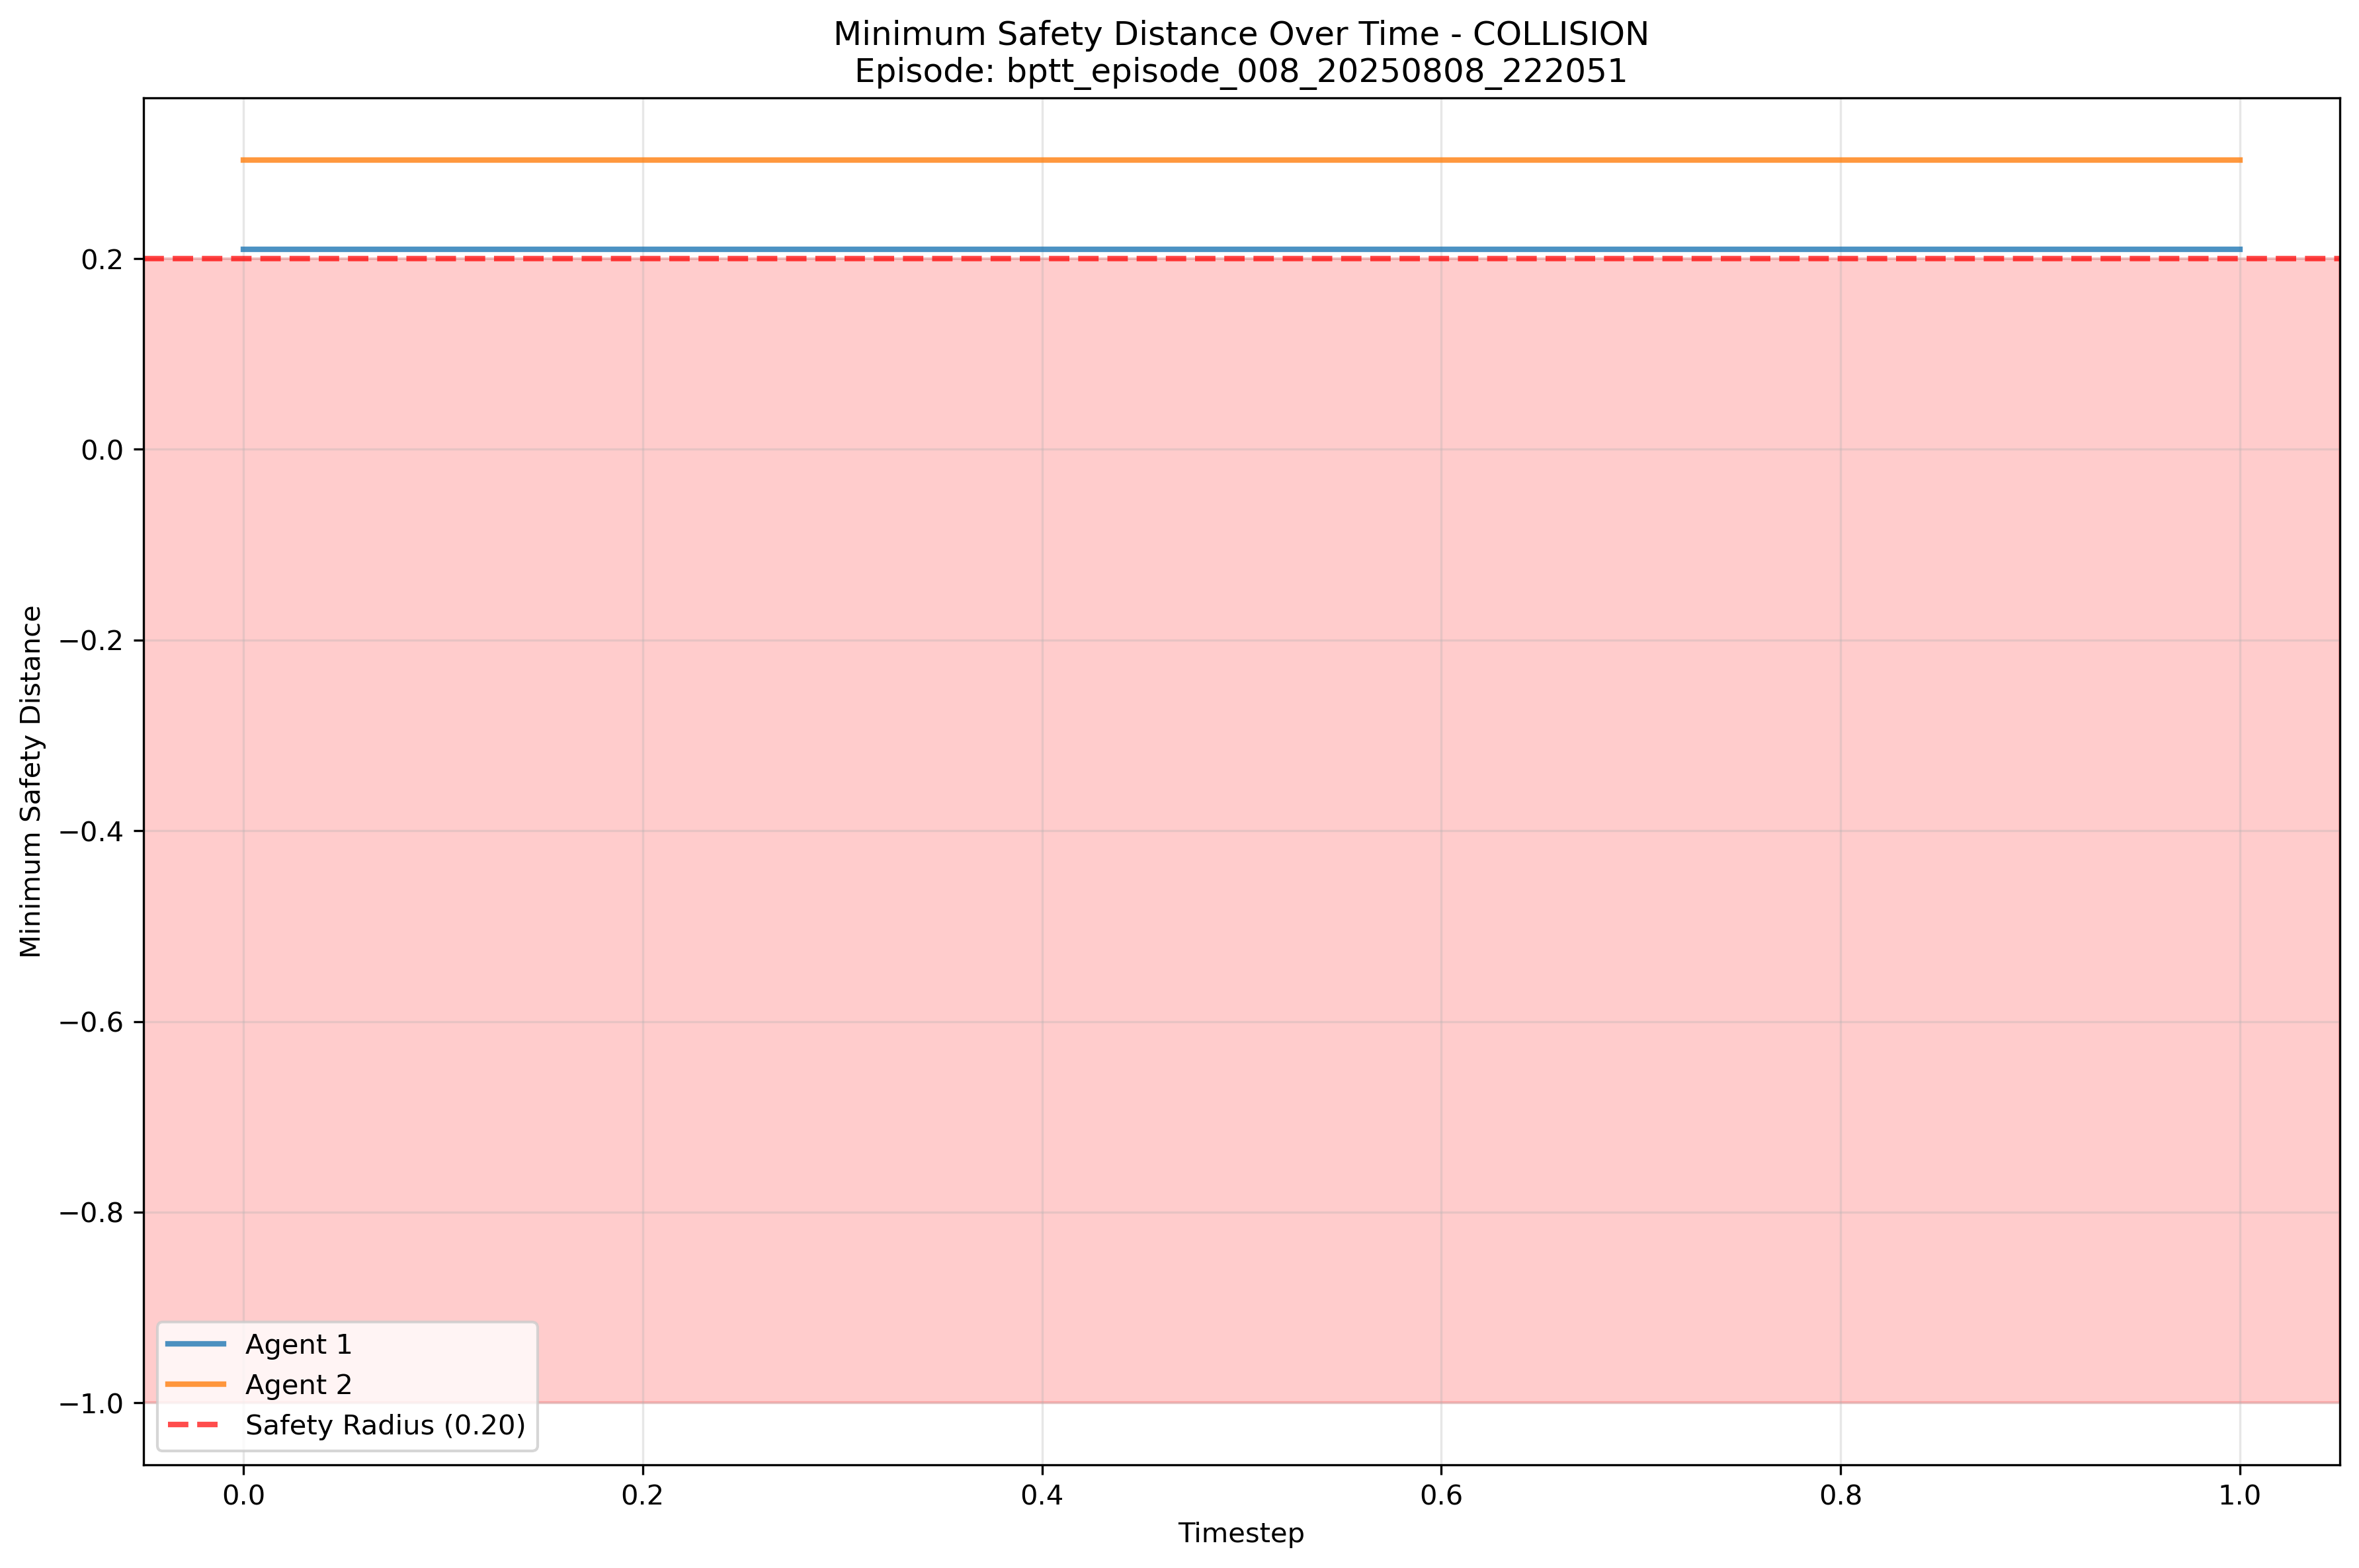 Minimum Safety Distance Over Time - COLLISION
Episode: bptt_episode_008_20250808_222051
Minimum Safety Distance
0.2
0.0
−0.2
−0.4
−0.6
−0.8
−1.0
Agent 1
Agent 2
Safety Radius (0.20)
0.0 0.2 0.4 0.6 0.8 1.0
Timestep